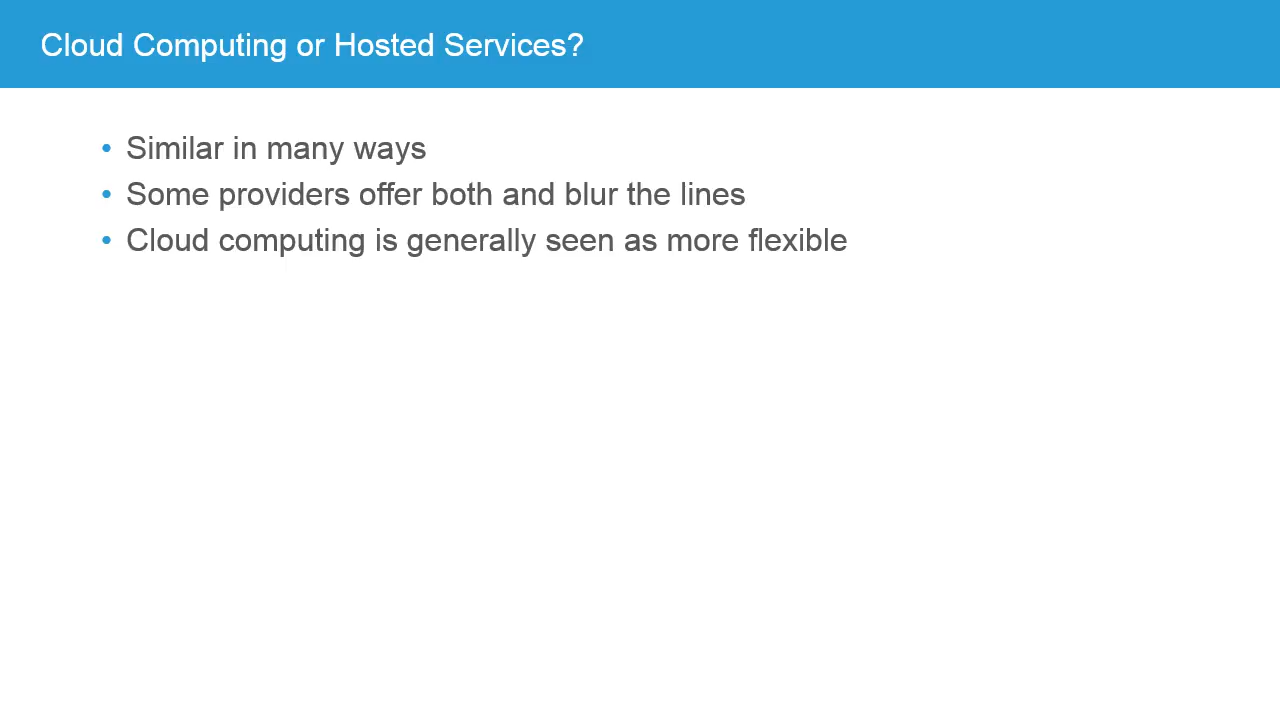 Cloud Computing or Hosted Services?
• Similar in many ways
• Some providers offer both and blur the lines
• Cloud computing is generally seen as more flexible